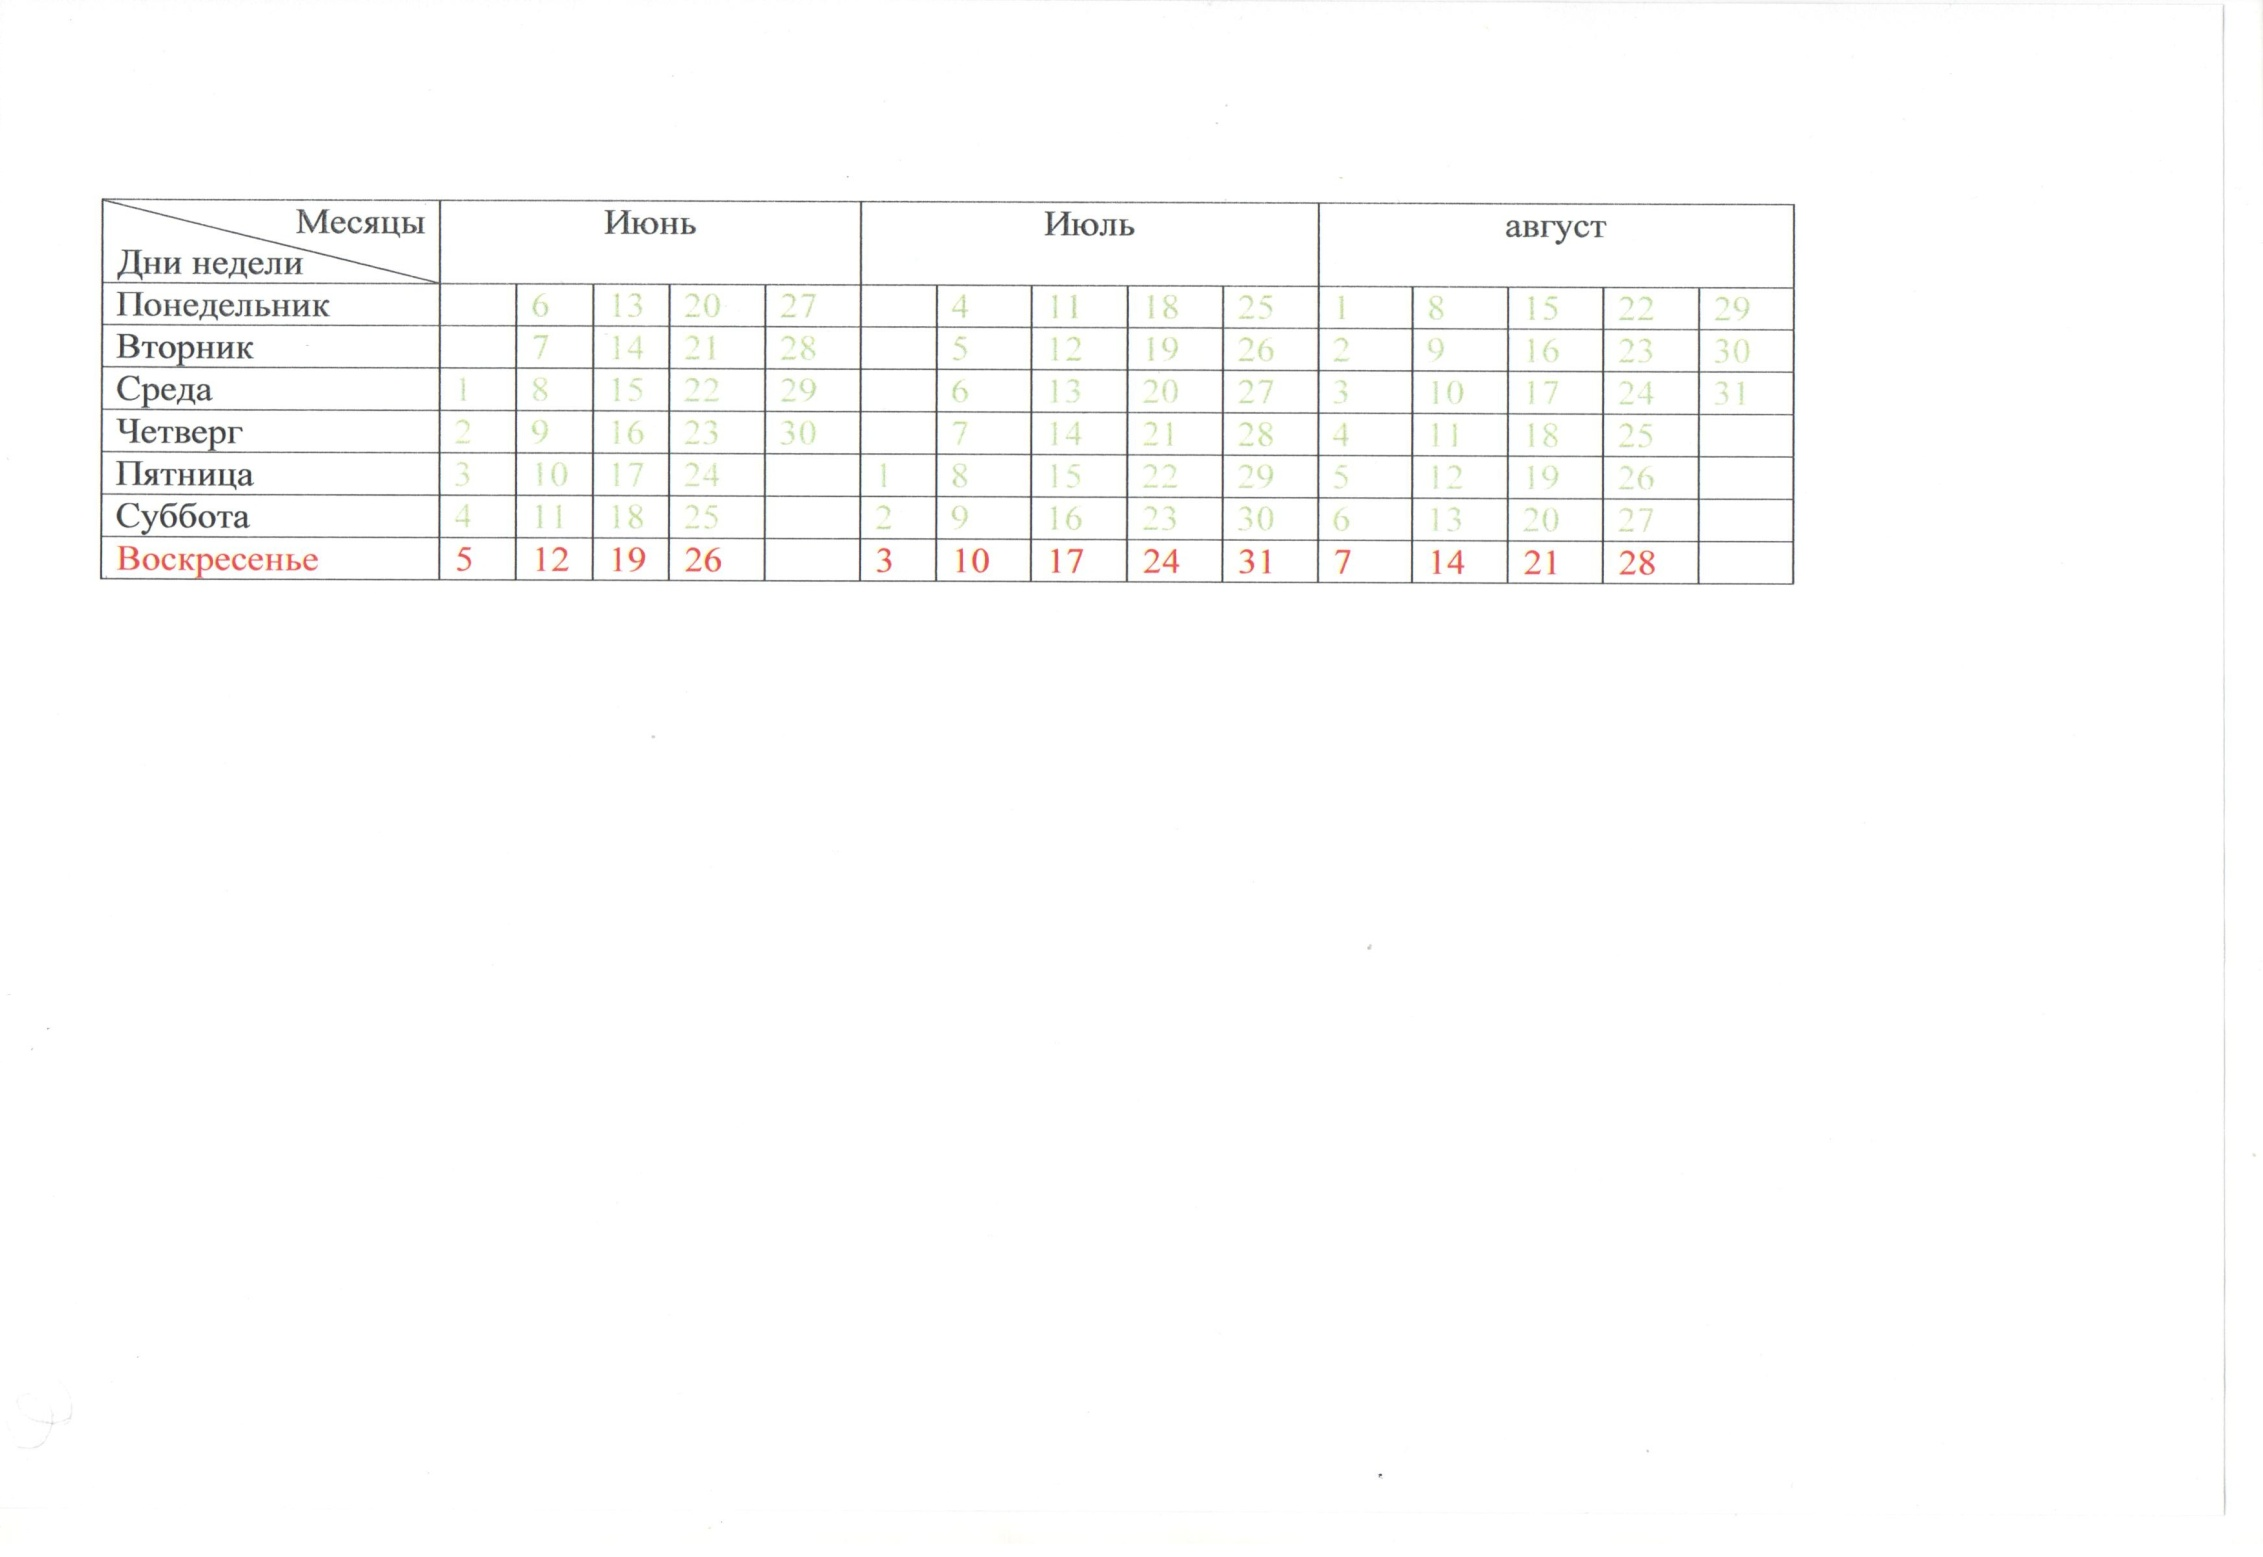 Месяцы Июнь Июль август
Дни недели
Понедельник 6 13 20 27 4 11 18 25 1 8 15 22 29
Вторник 7 14 21 28 5 12 19 26 2 9 16 23 30
Среда 1 8 15 22 29 6 13 20 27 3 10 17 24 31
Четверг 2 9 16 23 30 7 14 21 28 4 11 18 25
Пятница 3 10 17 24 1 8 15 22 29 5 12 19 26
Суббота 4 11 18 25 2 9 16 23 30 6 13 20 27
Воскресенье 5 12 19 26 3 10 17 24 31 7 14 21 28